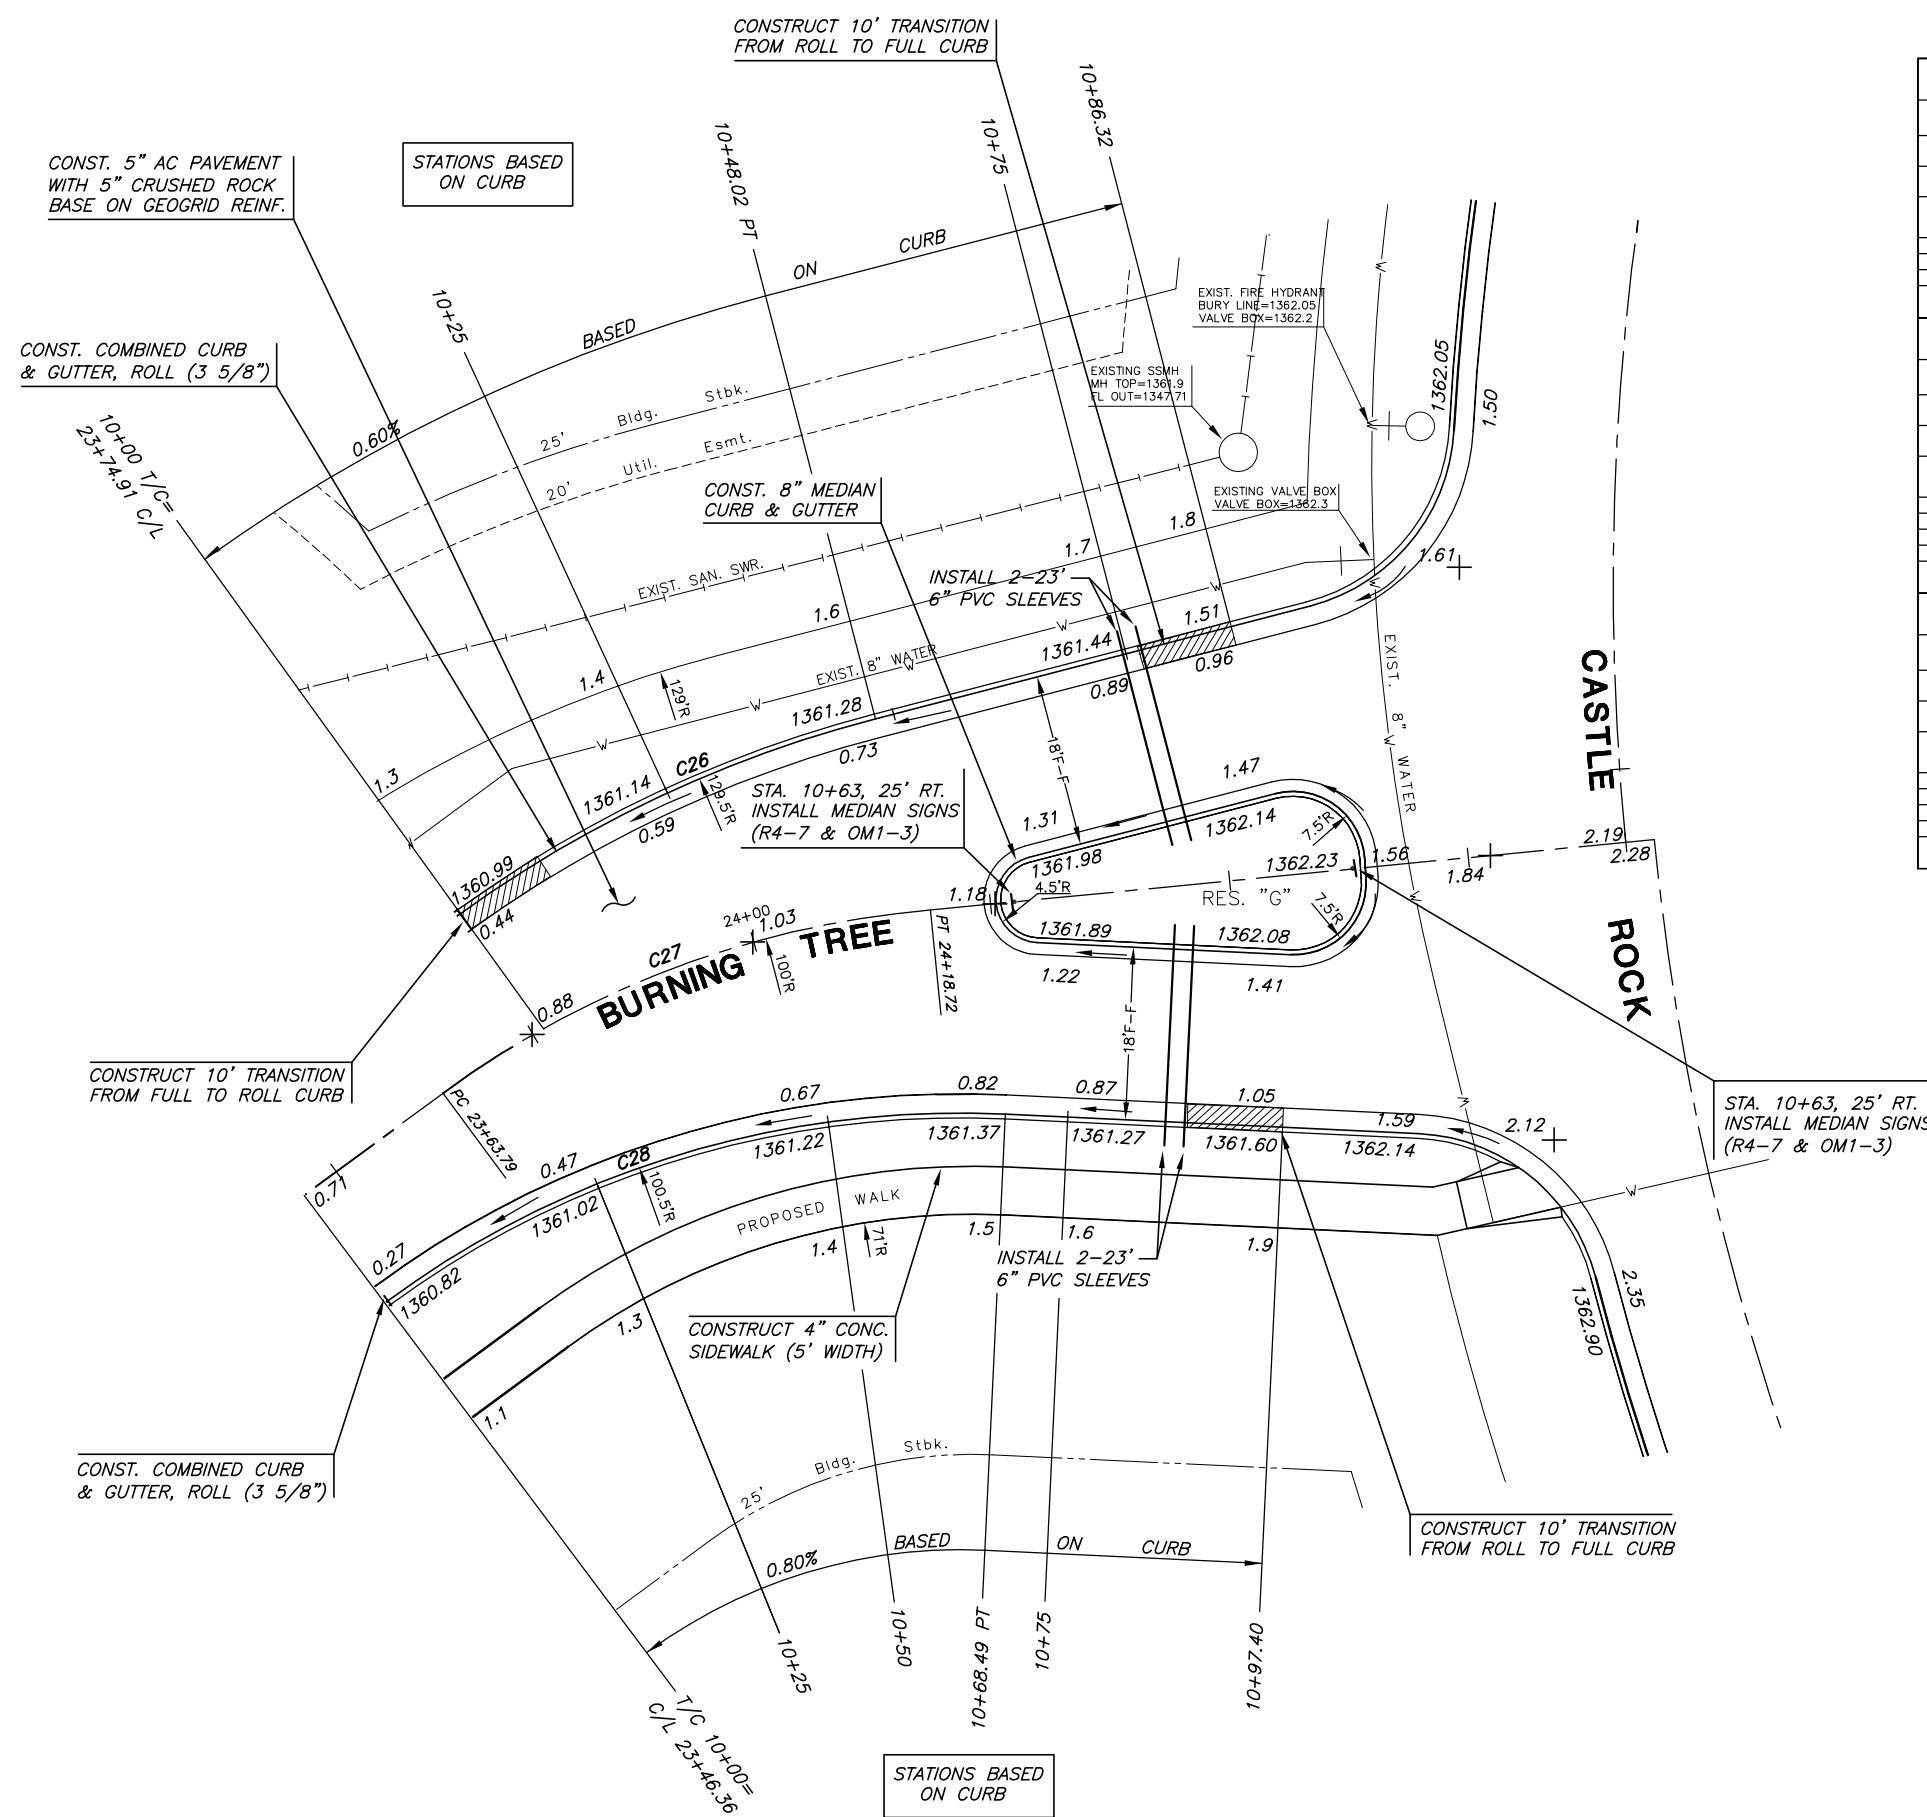 CONSTRUCT 10' TRANSITION
FROM ROLL TO FULL CURB
10+86.32
10+75
10+48.02 PT
CONST. 5" AC PAVEMENT
WITH 5" CRUSHED ROCK
BASE ON GEOGRID REINF.
STATIONS BASED
ON CURB
BASED ON CURB
10+25
0.60%
CONST. COMBINED CURB
& GUTTER, ROLL (3 5/8")
10+00 T/C=
23+74.91 C/L
25' Bldg. Stbk.
20' Util. Esmt.
EXIST. FIRE HYDRANT
BURY LINE=1362.05
VALVE BOX=1362.2
EXISTING SSMH
MH TOP=1361.9
FL OUT=1347.71
1362.05
1.50
CONST. 8" MEDIAN
CURB & GUTTER
EXISTING VALVE BOX
VALVE BOX=1362.3
EXIST. SAN. SWR.
INSTALL 2-23'
6" PVC SLEEVES
1.3
1.4
1.6
1.7
1.8
1.61
129'R
W
EXIST. 8" WATER
W
W
W
W
W
W
W
W
W
W
EXIST. 8" WATER
1360.99
1361.14
C26
1361.28
1361.44
1.51
0.44
0.59
129.5'R
0.73
0.89
0.96
18'F-F
STA. 10+63, 25' RT.
INSTALL MEDIAN SIGNS
(R4-7 & OM1-3)
1.31
1.47
1361.98
1362.14
7.5'R
1362.23
1.56
1.84
2.19
2.28
1.18
4.5'R
RES. "G"
7.5'R
1361.89
1362.08
1.22
1.41
18'F-F
CASTLE
ROCK
0.88
C27
24+00
1.03
BURNING TREE
100'R
PT 24+18.72
CONSTRUCT 10' TRANSITION
FROM FULL TO ROLL CURB
PC 23+63.79
0.71
0.27
0.47
0.67
0.82
0.87
1.05
1.59
2.12
1360.82
1361.02
C28
100.5'R
1361.22
1361.37
1361.27
1361.60
1362.14
STA. 10+63, 25' RT.
INSTALL MEDIAN SIGNS
(R4-7 & OM1-3)
W
PROPOSED WALK
1.1
1.3
1.4
71'R
1.5
1.6
1.9
INSTALL 2-23'
6" PVC SLEEVES
2.35
1362.90
CONSTRUCT 4" CONC.
SIDEWALK (5' WIDTH)
CONST. COMBINED CURB
& GUTTER, ROLL (3 5/8")
25' Bldg. Stbk.
CONSTRUCT 10' TRANSITION
FROM ROLL TO FULL CURB
0.80%
BASED ON CURB
T/C 10+00=
C/L 23+46.36
10+25
10+50
10+68.49 PT
10+75
10+97.40
STATIONS BASED
ON CURB